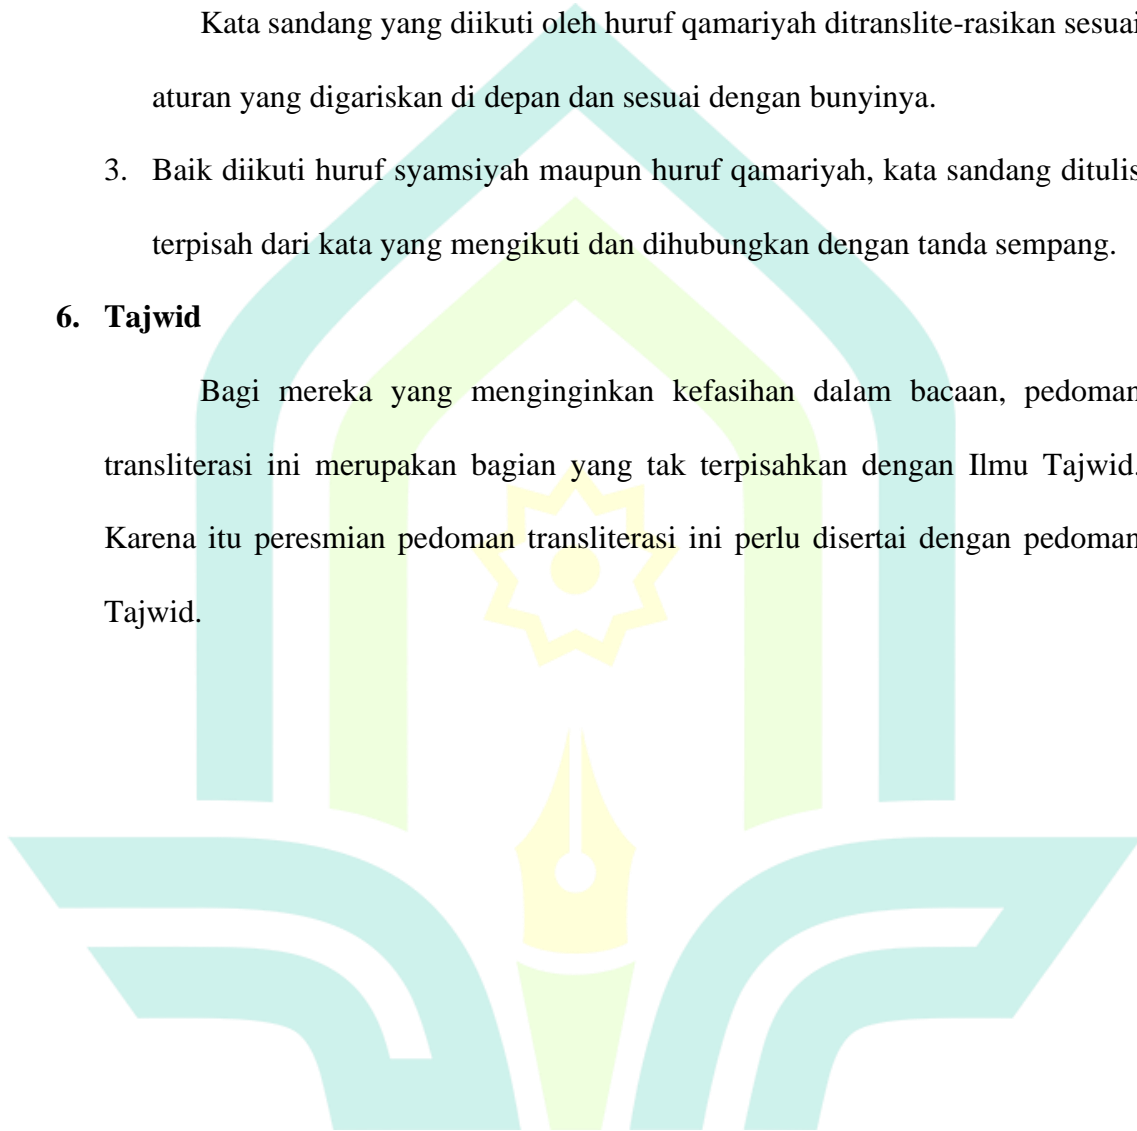 Kata sandang yang diikuti oleh huruf qamariyah ditranslite-rasikan sesuai
aturan yang digariskan di depan dan sesuai dengan bunyinya.
3. Baik diikuti huruf syamsiyah maupun huruf qamariyah, kata sandang ditulis
terpisah dari kata yang mengikuti dan dihubungkan dengan tanda sempang.
6. Tajwid
Bagi mereka yang menginginkan kefasihan dalam bacaan, pedoman
transliterasi ini merupakan bagian yang tak terpisahkan dengan Ilmu Tajwid.
Karena itu peresmian pedoman transliterasi ini perlu disertai dengan pedoman
Tajwid.